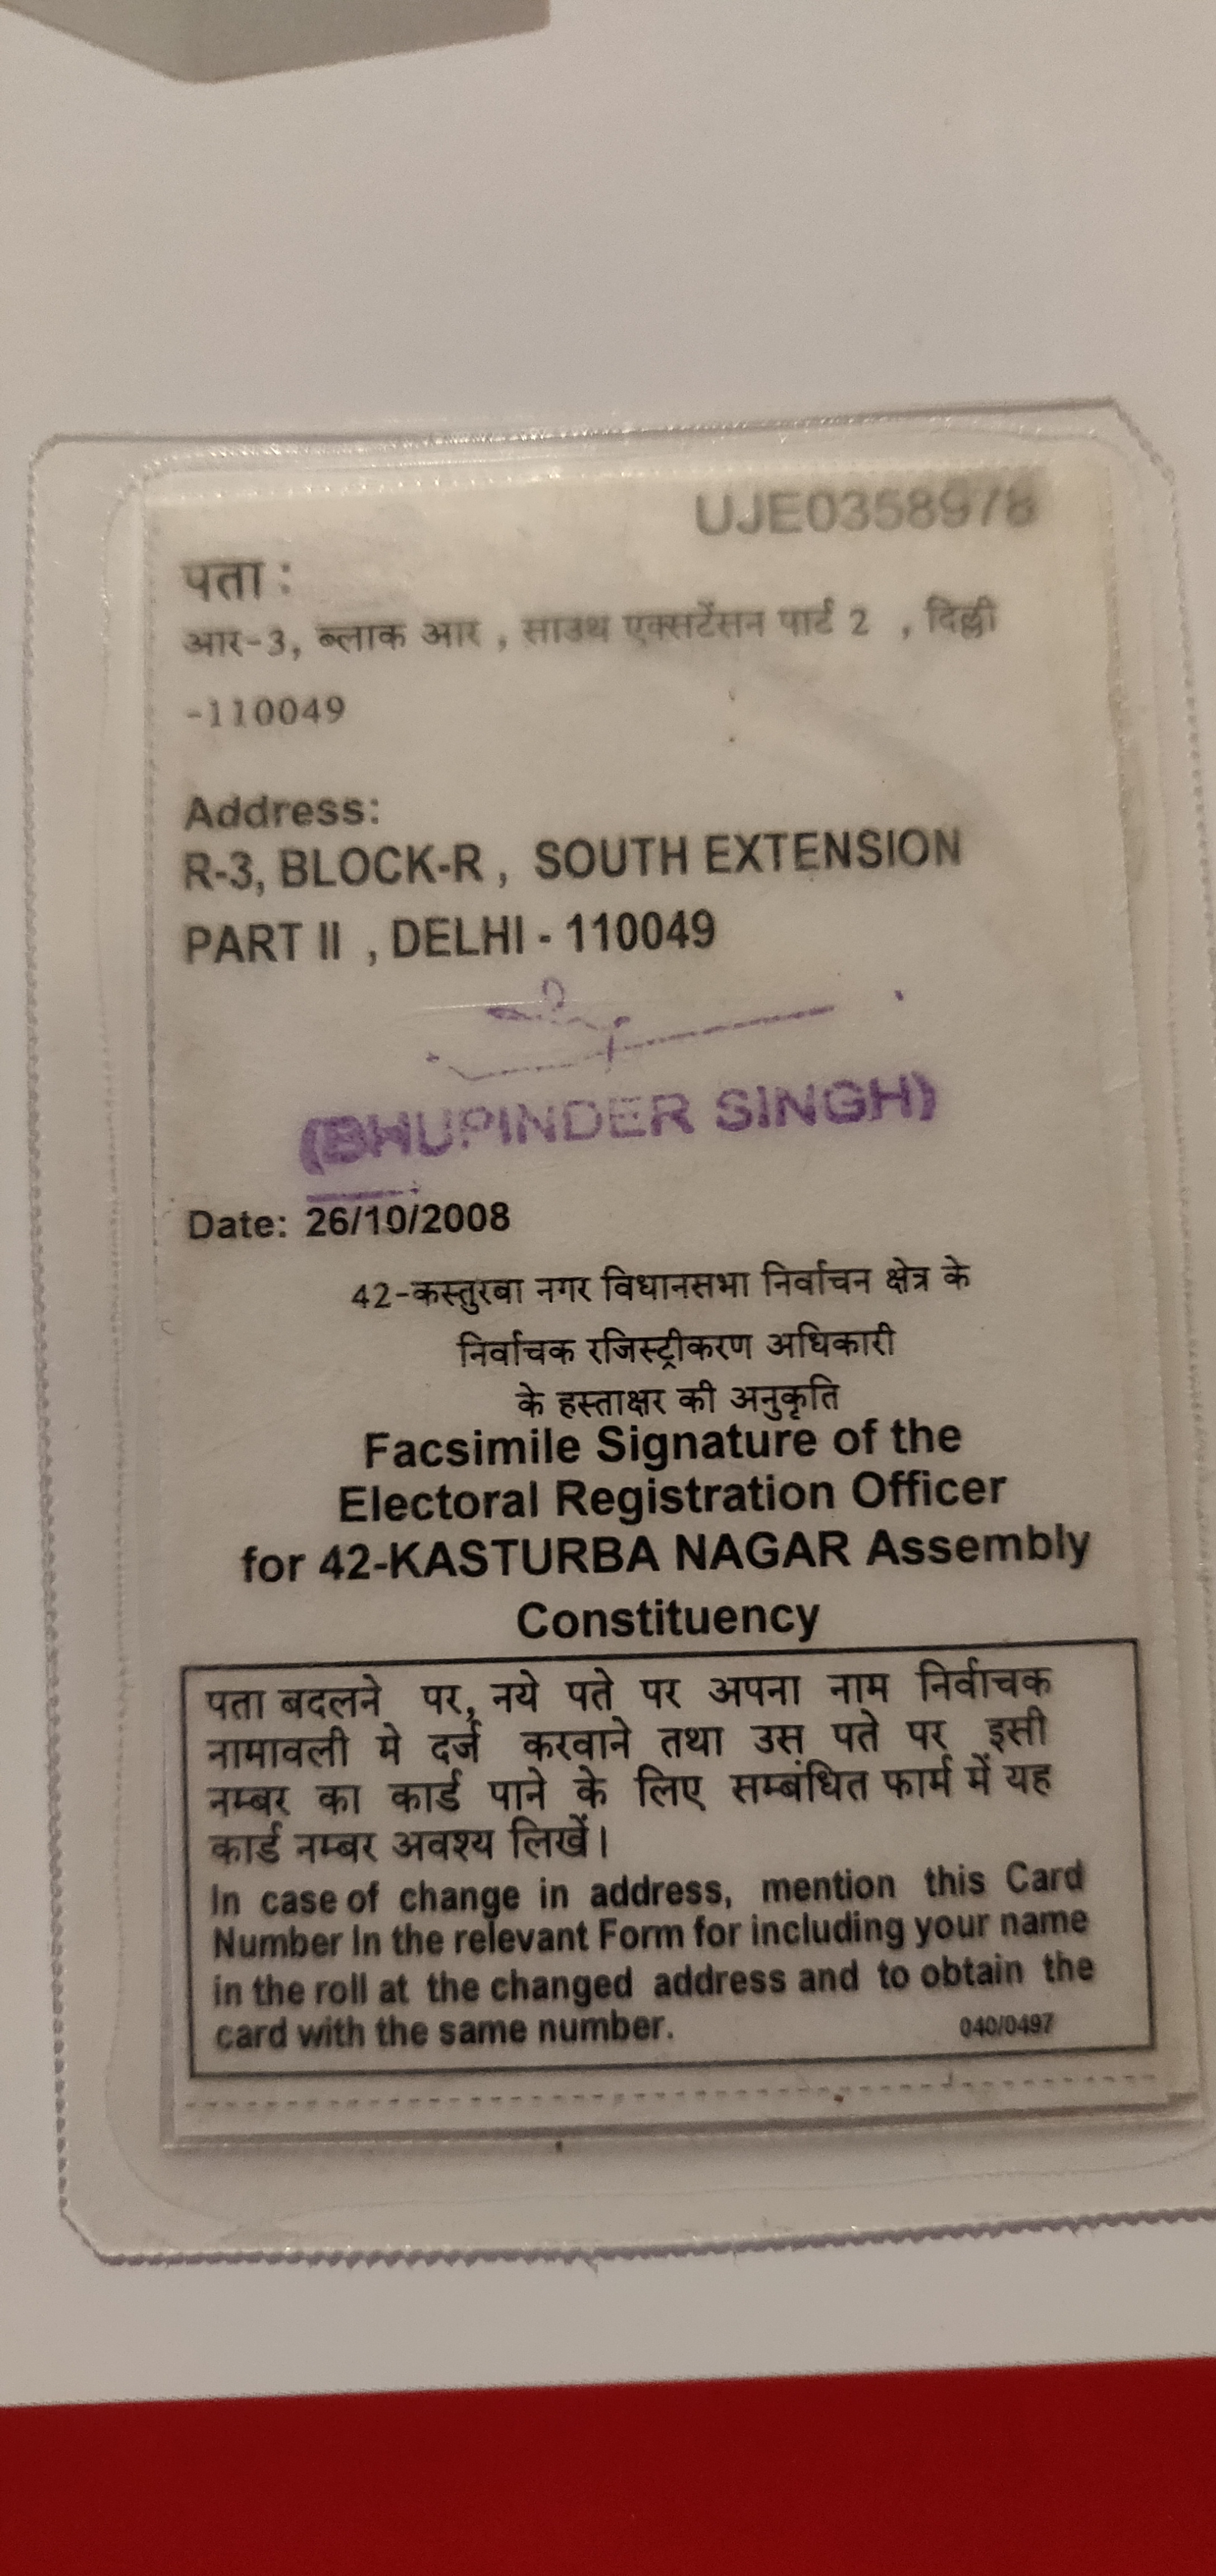 UJE0358978
पता :
आर-3, ब्लाक आर , साउथ एक्सटेंसन पार्ट 2 , दिल्ली
-110049
Address:
R-3, BLOCK-R , SOUTH EXTENSION
PART II , DELHI - 110049
(BHUPINDER SINGH)
Date: 26/10/2008
42-कस्तुरबा नगर विधानसभा निर्वाचन क्षेत्र के
निर्वाचक रजिस्ट्रीकरण अधिकारी
के हस्ताक्षर की अनुकृति
Facsimile Signature of the
Electoral Registration Officer
for 42-KASTURBA NAGAR Assembly
Constituency
पता बदलने पर, नये पते पर अपना नाम निर्वाचक
नामावली मे दर्ज करवाने तथा उस पते पर इसी
नम्बर का कार्ड पाने के लिए सम्बंधित फार्म में यह
कार्ड नम्बर अवश्य लिखें।
In case of change in address, mention this Card
Number In the relevant Form for including your name
in the roll at the changed address and to obtain the
card with the same number. 040/0497